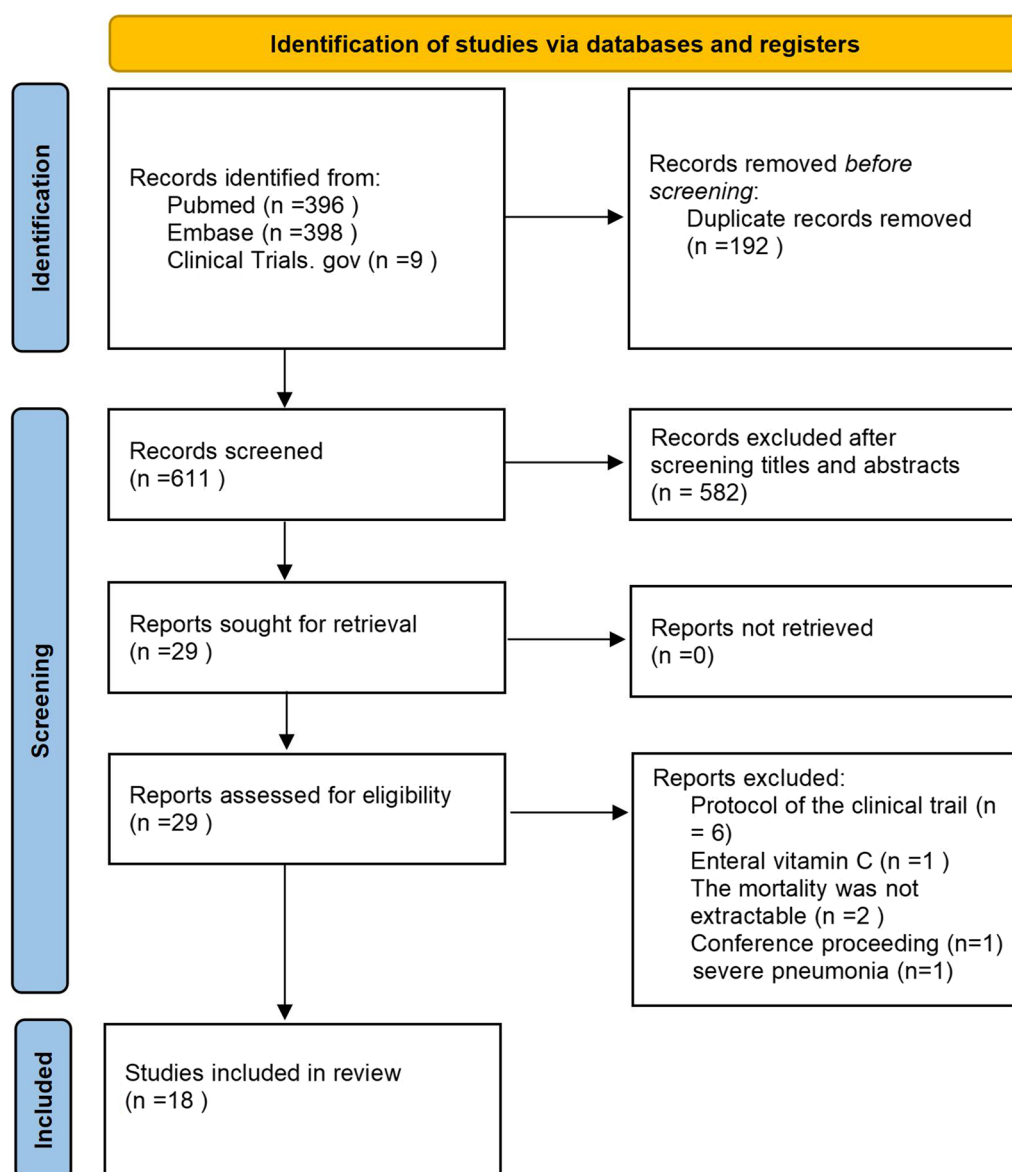 Identification of studies via databases and registers
Identification
Records identified from:
Pubmed (n =396 )
Embase (n =398 )
Clinical Trials. gov (n =9 )
Records removed before
screening:
Duplicate records removed
(n =192 )
Screening
Records screened
(n =611 )
Records excluded after
screening titles and abstracts
(n = 582)
Reports sought for retrieval
(n =29 )
Reports not retrieved
(n =0)
Reports assessed for eligibility
(n =29 )
Reports excluded:
Protocol of the clinical trail (n
= 6)
Enteral vitamin C (n =1 )
The mortality was not
extractable (n =2 )
Conference proceeding (n=1)
severe pneumonia (n=1)
Included
Studies included in review
(n =18 )